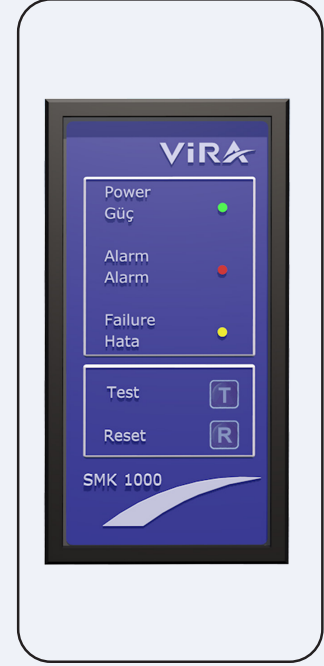 ViRA
Power
Güç
Alarm
Alarm
Failure
Hata
Test T
Reset R
SMK 1000